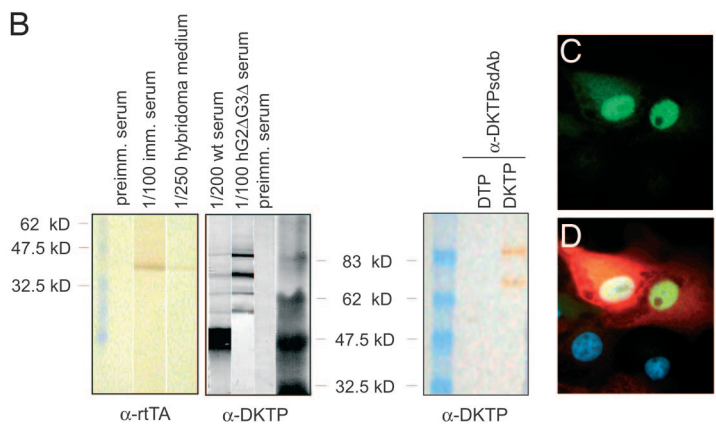 B
preimm. serum
1/100 imm. serum
1/250 hybridoma medium
1/200 wt serum
1/100 hG2ΔG3Δ serum
preimm. serum
α-DKTPsdAb
DTP
DKTP
62 kD
47.5 kD
32.5 kD
83 kD
62 kD
47.5 kD
32.5 kD
α-rtTA
α-DKTP
α-DKTP
C
D